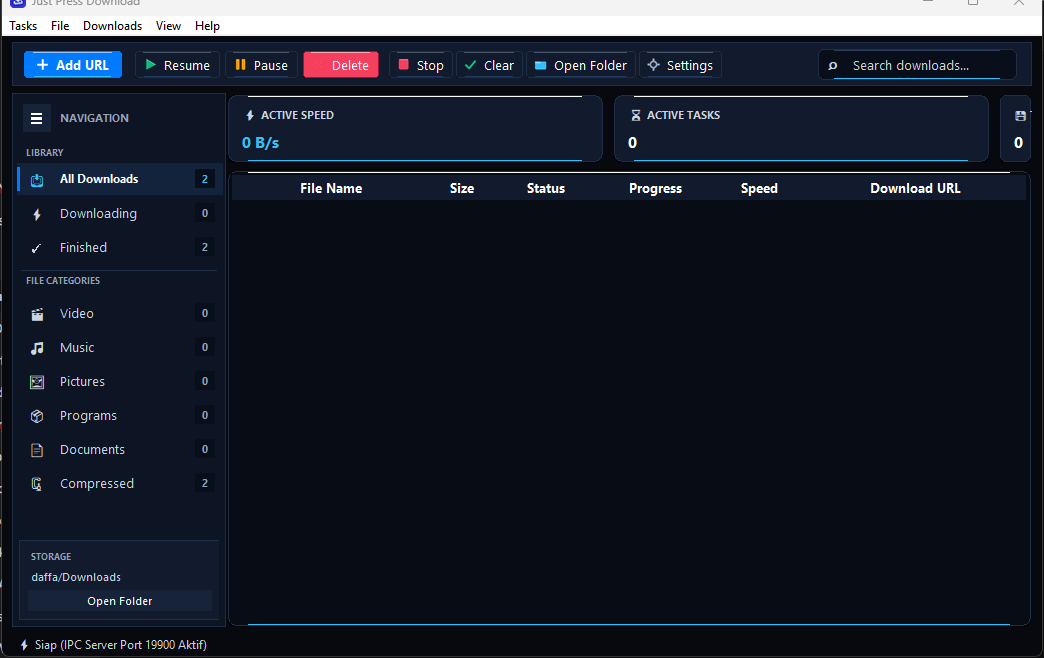 Just Press Download
Tasks File Downloads View Help
+ Add URL Resume Pause Delete Stop Clear Open Folder Settings Search downloads...
NAVIGATION
LIBRARY
All Downloads 2
Downloading 0
Finished 2
FILE CATEGORIES
Video 0
Music 0
Pictures 0
Programs 0
Documents 0
Compressed 2
STORAGE
daffa/Downloads
Open Folder
ACTIVE SPEED
0 B/s
ACTIVE TASKS
0
0
File Name Size Status Progress Speed Download URL
Siap (IPC Server Port 19900 Aktif)